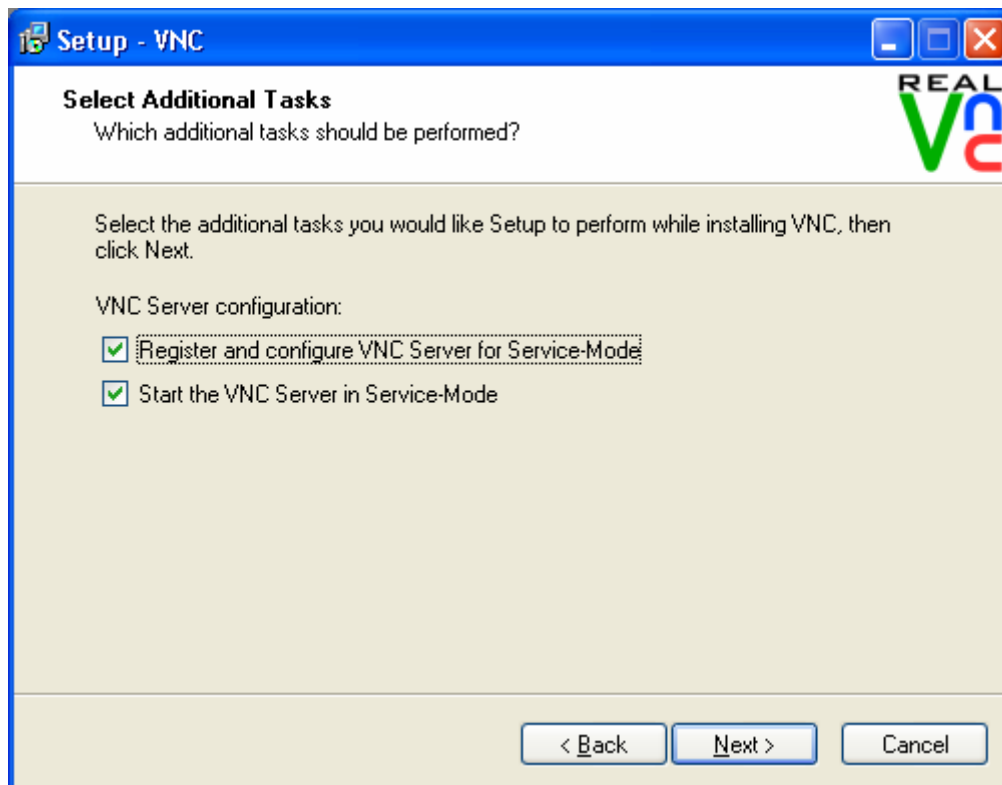 Setup - VNC
Select Additional Tasks
Which additional tasks should be performed?
REAL
Vnc
Select the additional tasks you would like Setup to perform while installing VNC, then
click Next.
VNC Server configuration:
Register and configure VNC Server for Service-Mode
Start the VNC Server in Service-Mode
< Back
Next >
Cancel